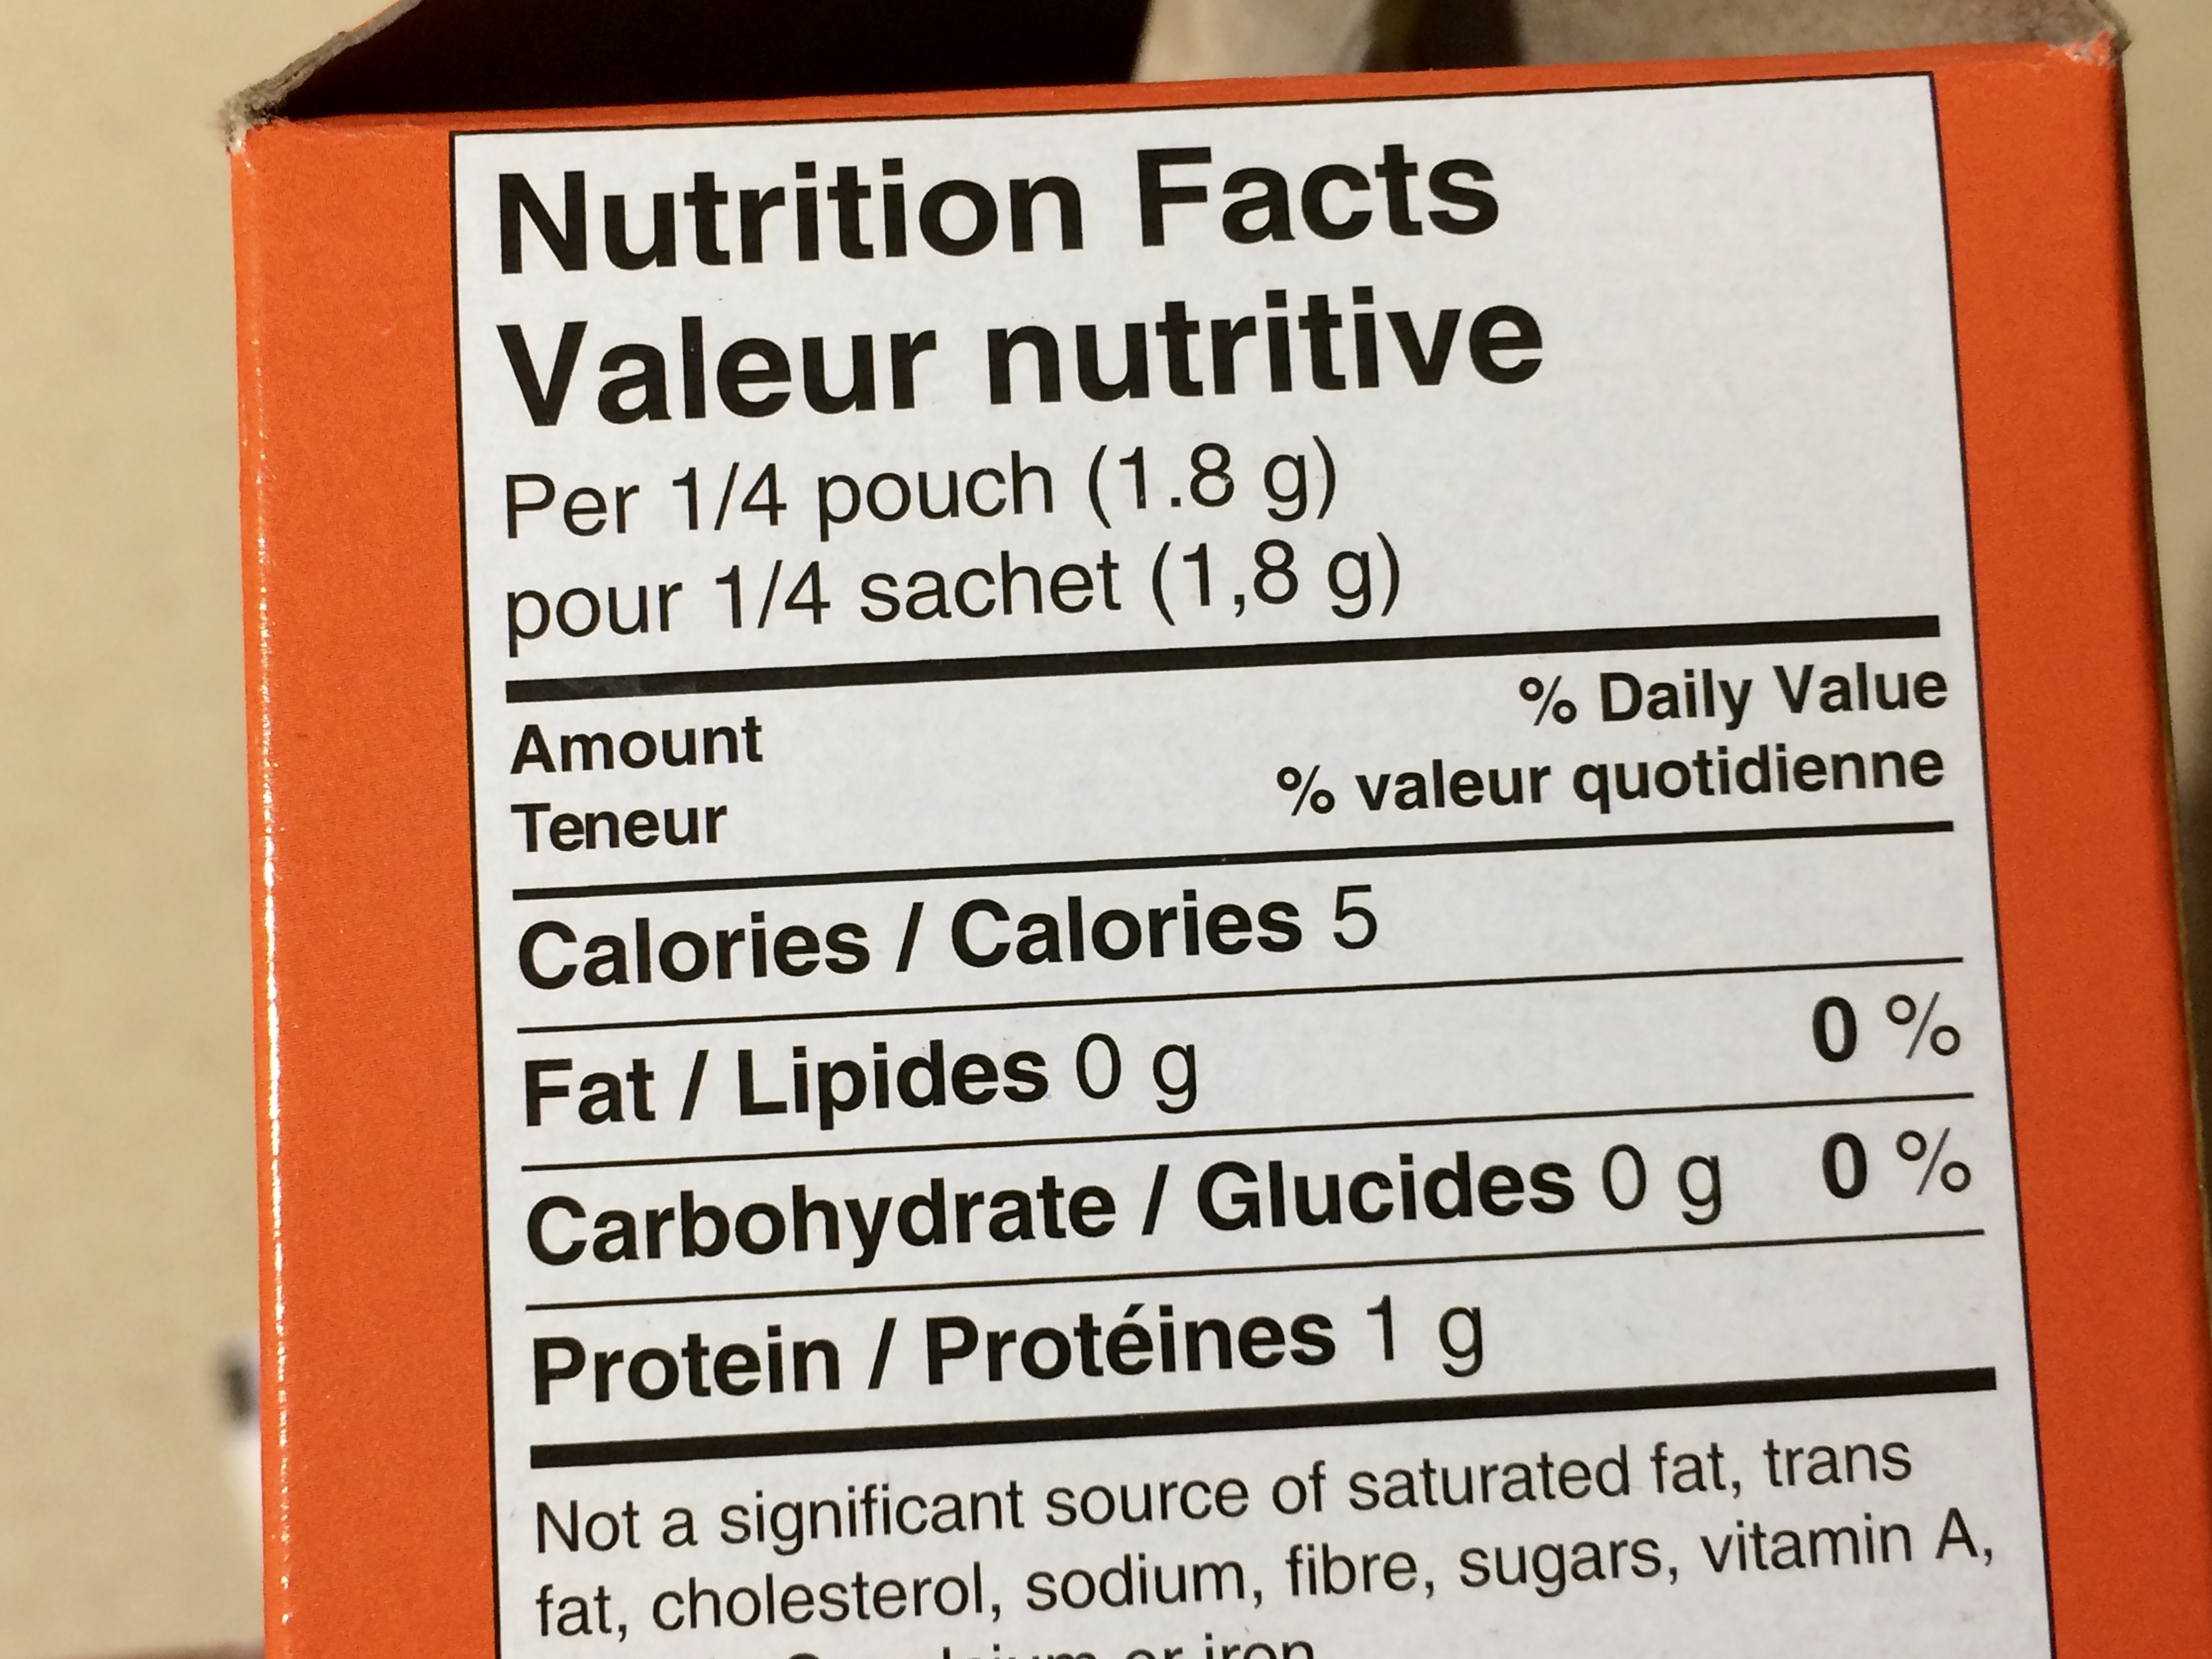 Nutrition Facts
Valeur nutritive
Per 1/4 pouch (1.8 g)
pour 1/4 sachet (1,8 g)
% Daily Value
Amount
% valeur quotidienne
Teneur
Calories / Calories 5
Fat / Lipides 0 g 0 %
Carbohydrate / Glucides 0 g 0 %
Protein / Protéines 1 g
Not a significant source of saturated fat, trans
fat, cholesterol, sodium, fibre, sugars, vitamin A,
or iron